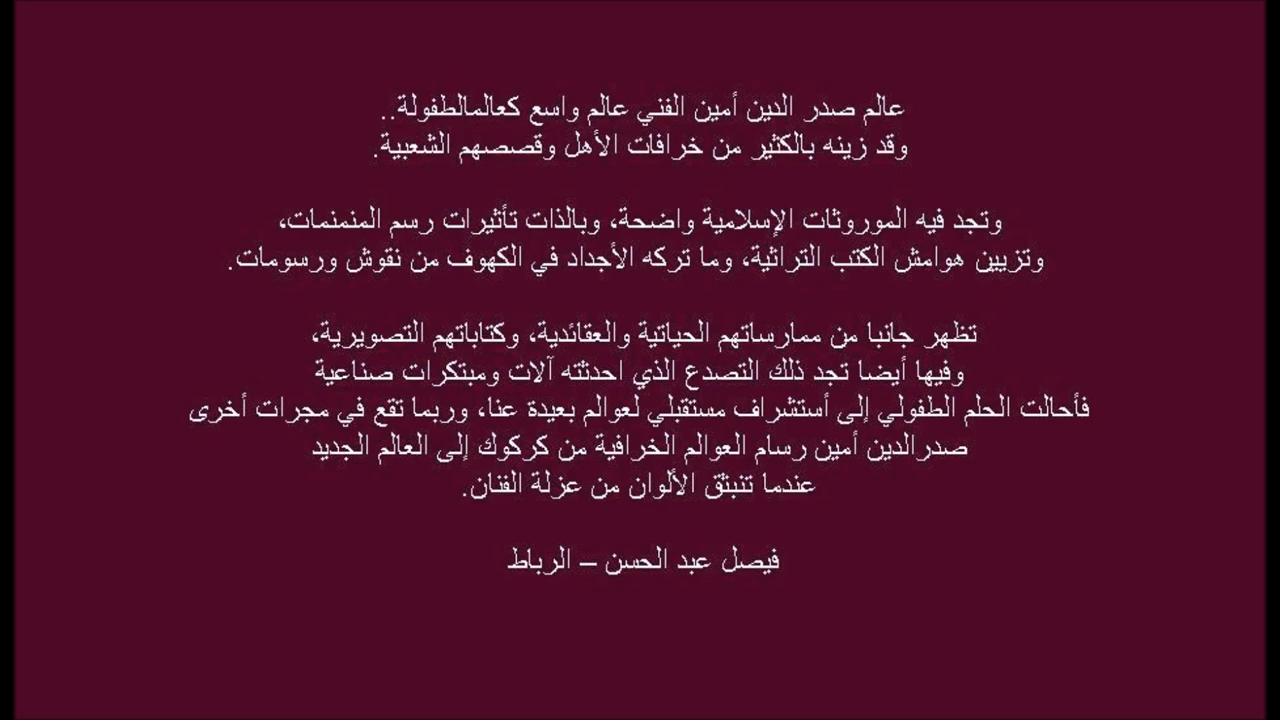 عالم صدر الدين أمين الفني عالم واسع كعالمالطفولة..
وقد زينه بالكثير من خرافات الأهل وقصصهم الشعبية.
وتجد فيه الموروثات الإسلامية واضحة، وبالذات تأثيرات رسم المنمنمات،
وتزيين هوامش الكتب التراثية، وما تركه الأجداد في الكهوف من نقوش ورسومات.
تظهر جانبا من ممارساتهم الحياتية والعقائدية، وكتاباتهم التصويرية،
وفيها أيضا تجد ذلك التصدع الذي احدثته آلات ومبتكرات صناعية
فأحالت الحلم الطفولي إلى أستشراف مستقبلي لعوالم بعيدة عنا، وربما تقع في مجرات أخرى
صدرالدين أمين رسام العوالم الخرافية من كركوك إلى العالم الجديد
عندما تنبثق الألوان من عزلة الفنان.
فيصل عبد الحسن – الرباط